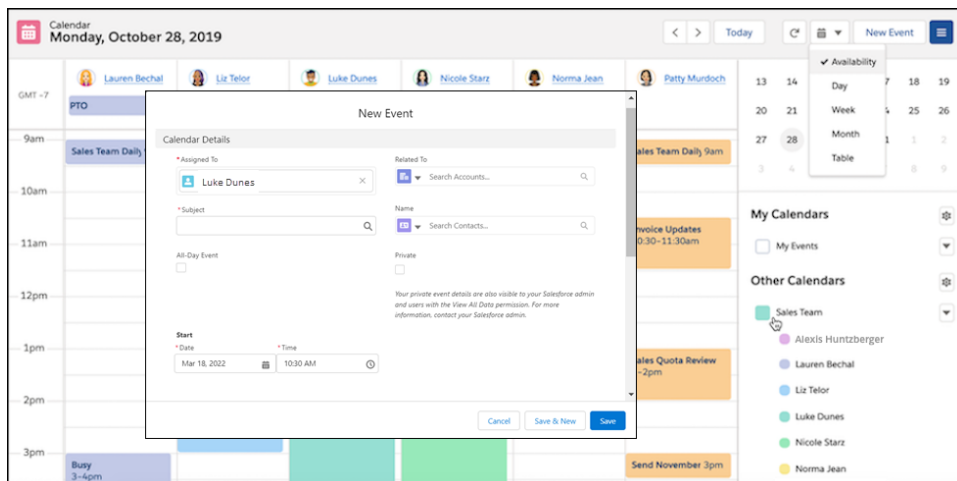 Calendar
Monday, October 28, 2019
Today
New Event
Availability
Day
Week
Month
Table
GMT -7
Lauren Bechal
Liz Telor
Luke Dunes
Nicole Starz
Norma Jean
Patty Murdoch
PTO
9am
10am
11am
12pm
1pm
2pm
3pm
Sales Team Daily
ales Team Daily 9am
nvoice Updates
0:30–11:30am
ales Quota Review
–2pm
Busy
3–4pm
Send November 3pm
New Event
Calendar Details
*Assigned To
Luke Dunes
Related To
Search Accounts...
*Subject
Name
Search Contacts...
All-Day Event
Private
Your private event details are also visible to your Salesforce admin
and users with the View All Data permission. For more
information, contact your Salesforce admin.
Start
*Date
*Time
Mar 18, 2022
10:30 AM
Cancel
Save & New
Save
13 14 18 19
20 21 25 26
27 28 1 1 2
3 4 8 9
My Calendars
My Events
Other Calendars
Sales Team
Alexis Huntzberger
Lauren Bechal
Liz Telor
Luke Dunes
Nicole Starz
Norma Jean